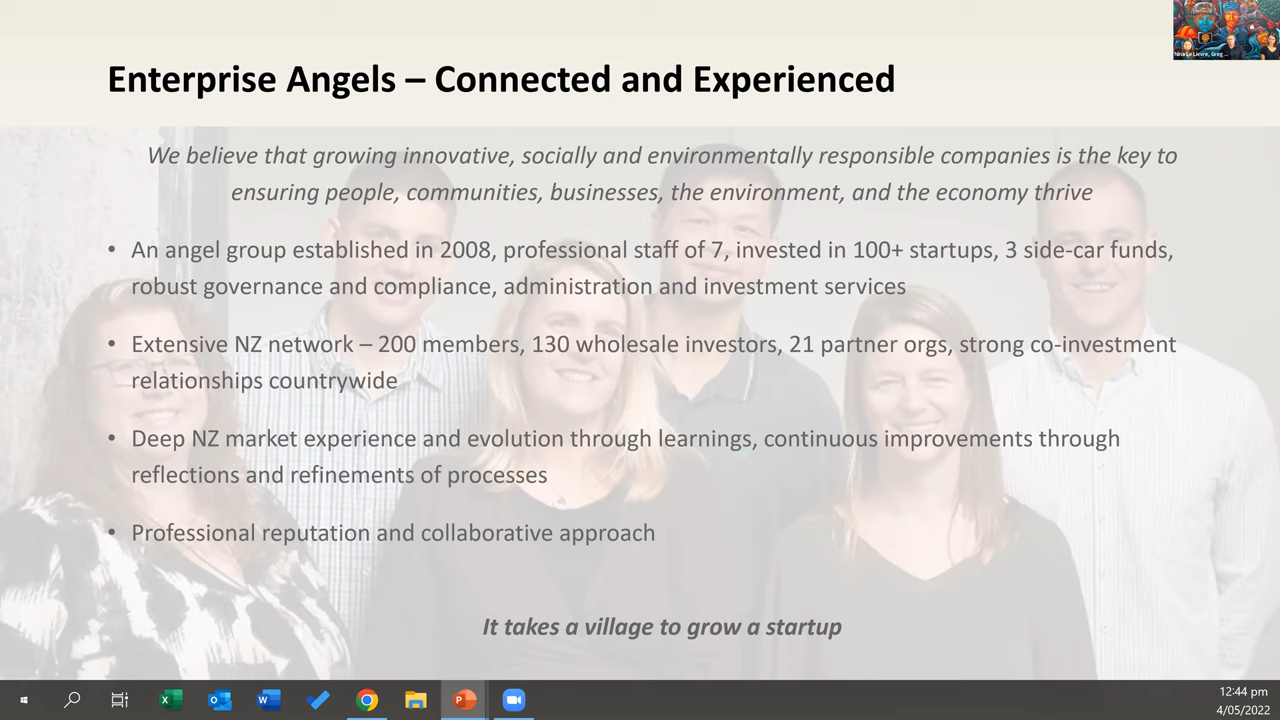 Nina Le Lievre, Greg ...
Enterprise Angels – Connected and Experienced
We believe that growing innovative, socially and environmentally responsible companies is the key to
ensuring people, communities, businesses, the environment, and the economy thrive
• An angel group established in 2008, professional staff of 7, invested in 100+ startups, 3 side-car funds,
robust governance and compliance, administration and investment services
• Extensive NZ network – 200 members, 130 wholesale investors, 21 partner orgs, strong co-investment
relationships countrywide
• Deep NZ market experience and evolution through learnings, continuous improvements through
reflections and refinements of processes
• Professional reputation and collaborative approach
It takes a village to grow a startup
12:44 pm
4/05/2022